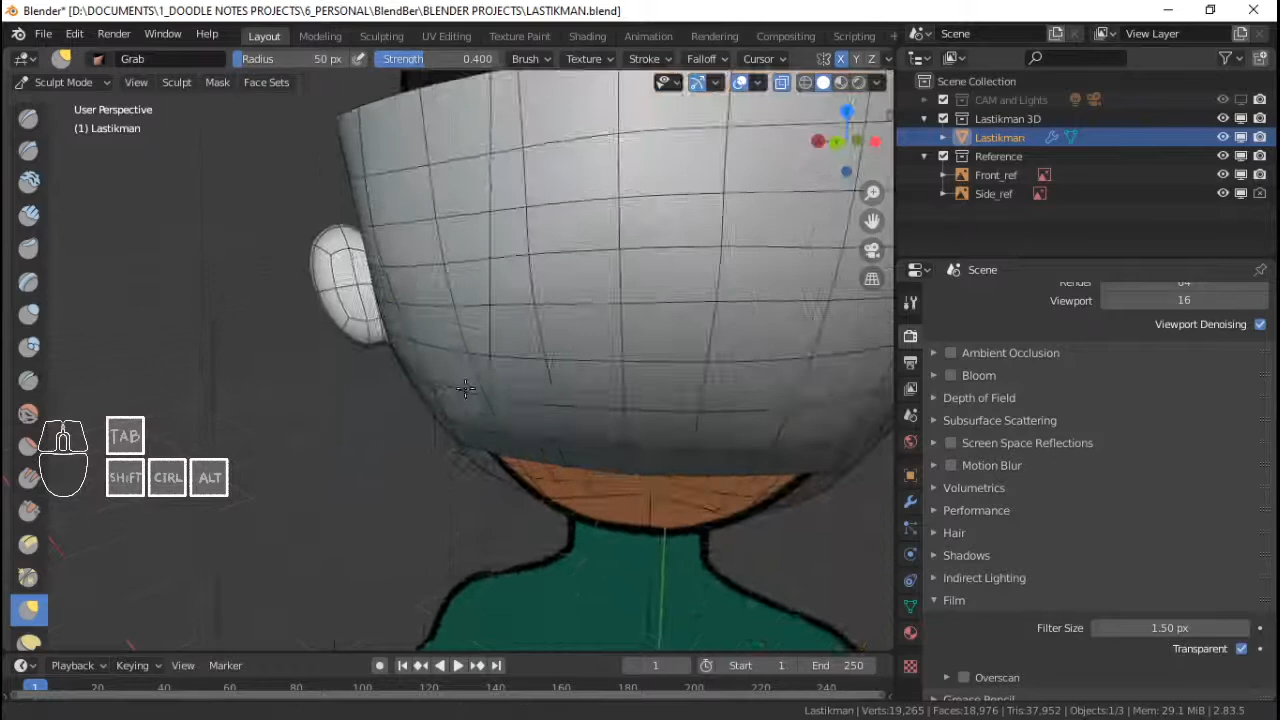 Blender* [D:\DOCUMENTS\1_DOODLE NOTES PROJECTS\6_PERSONAL\BlendBer\BLENDER PROJECTS\LASTIKMAN.blend]
File Edit Render Window Help Layout Modeling Sculpting UV Editing Texture Paint Shading Animation Rendering Compositing Scripting Scene View Layer
Grab Radius 50 px Strength 0.400 Brush Texture Stroke Falloff Cursor X Y Z
Sculpt Mode View Sculpt Mask Face Sets
User Perspective
(1) Lastikman
Scene Collection
CAM and Lights
Lastikman 3D
Lastikman
Reference
Front_ref
Side_ref
Scene
Viewport 16
Viewport Denoising
Ambient Occlusion
Bloom
Depth of Field
Subsurface Scattering
Screen Space Reflections
Motion Blur
Volumetrics
Performance
Hair
Shadows
Indirect Lighting
Film
Filter Size 1.50 px
Transparent
Overscan
TAB
SHIFT CTRL ALT
Playback Keying View Marker 1 Start 1 End 250
1 20 40 60 80 100 120 140 160 180 200 220 240
Lastikman | Verts:19,265 | Faces:18,976 | Tris:37,952 | Objects:1/3 | Mem: 29.1 MiB | 2.83.5